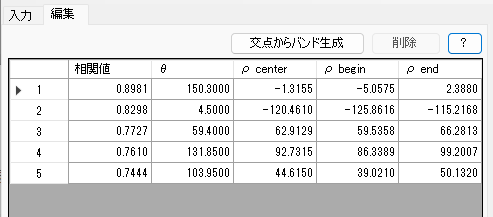 入力 編集
交点からバンド生成 削除 ?
相関値 θ ρ center ρ begin ρ end
1 0.8981 150.3000 -1.3155 -5.0575 2.3880
2 0.8298 4.5000 -120.4610 -125.8616 -115.2168
3 0.7727 59.4000 62.9129 59.5358 66.2813
4 0.7610 131.8500 92.7315 86.3389 99.2007
5 0.7444 103.9500 44.6150 39.0210 50.1320